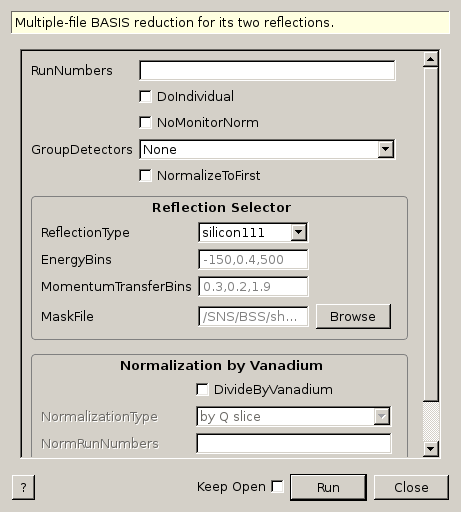 Multiple-file BASIS reduction for its two reflections.
RunNumbers
DoIndividual
NoMonitorNorm
GroupDetectors None
NormalizeToFirst
Reflection Selector
ReflectionType silicon111
EnergyBins -150,0.4,500
MomentumTransferBins 0.3,0.2,1.9
MaskFile /SNS/BSS/sh... Browse
Normalization by Vanadium
DivideByVanadium
NormalizationType by Q slice
NormRunNumbers
? Keep Open Run Close